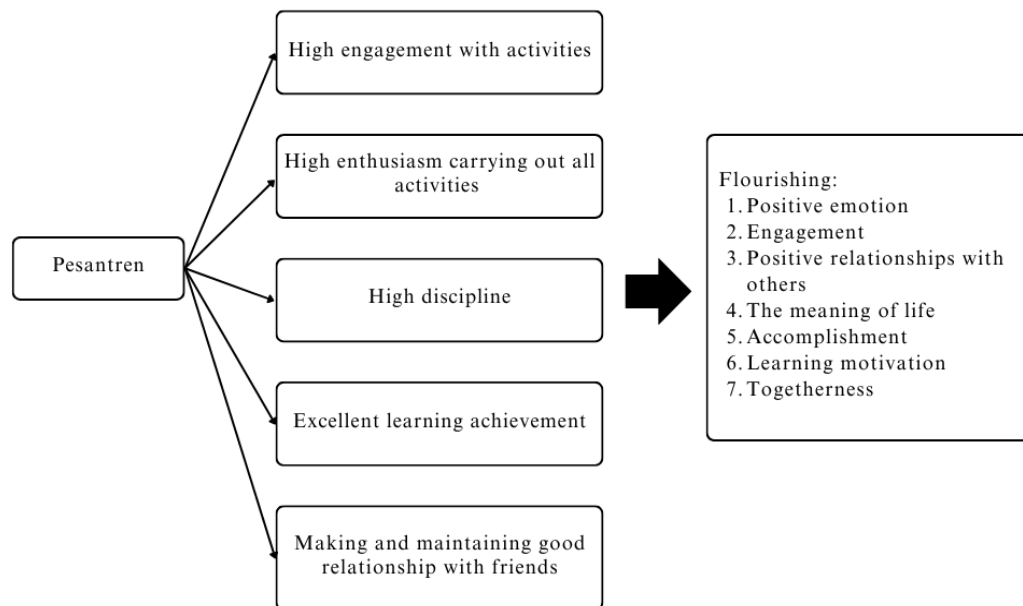 Pesantren
High engagement with activities
High enthusiasm carrying out all
activities
High discipline
Excellent learning achievement
Making and maintaining good
relationship with friends
Flourishing:
1. Positive emotion
2. Engagement
3. Positive relationships with
others
4. The meaning of life
5. Accomplishment
6. Learning motivation
7. Togetherness